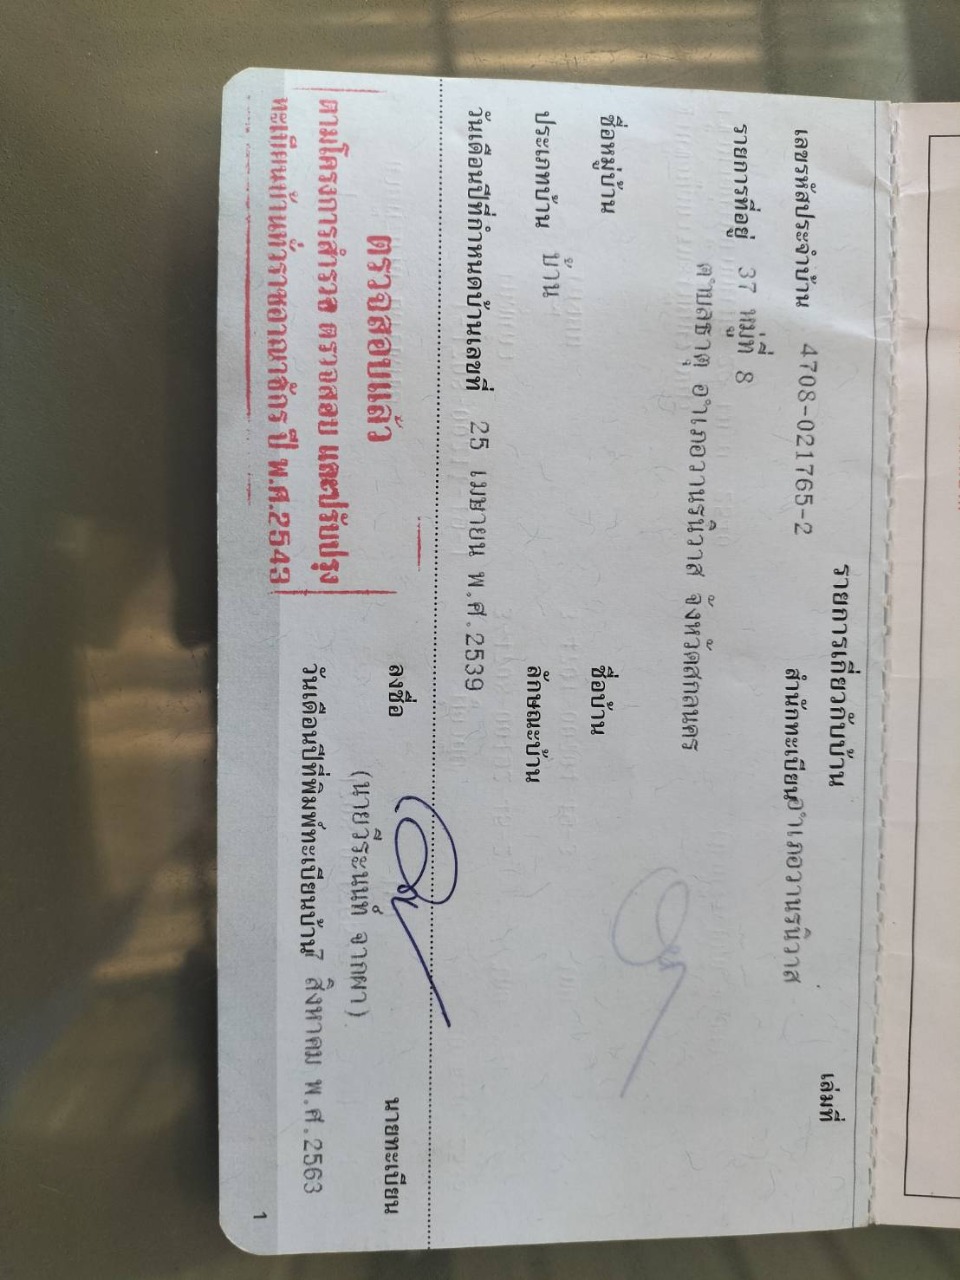 รายการเกี่ยวกับบ้าน เล่มที่
เลขรหัสประจำบ้าน 4708-021765-2 สำนักทะเบียนอำเภอวานรนิวาส
รายการที่อยู่ 37 หมู่ที่ 8
ตำบลธาตุ อำเภอวานรนิวาส จังหวัดสกลนคร
ชื่อหมู่บ้าน ชื่อบ้าน
ประเภทบ้าน บ้าน ลักษณะบ้าน
วันเดือนปีที่กำหนดบ้านเลขที่ 25 เมษายน พ.ศ.2539
ตรวจสอบแล้ว
ตามโครงการสำรวจ ตรวจสอบ และปรับปรุง
ทะเบียนบ้านทั่วราชอาณาจักร ปี พ.ศ.2543
ลงชื่อ นายทะเบียน
(นายวีระนนท์ จากผา)
วันเดือนปีที่พิมพ์ทะเบียนบ้าน 7 สิงหาคม พ.ศ.2563
1